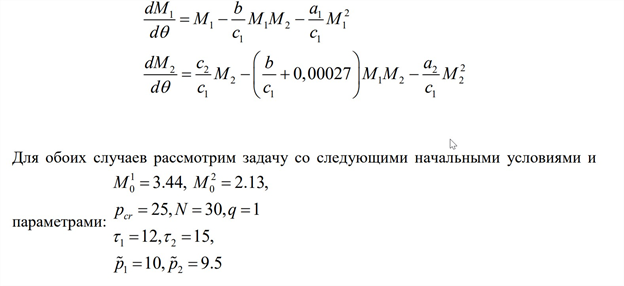 dM₁/dθ = M₁ − (b/c₁)M₁M₂ − (a₁/c₁)M₁²
dM₂/dθ = (c₂/c₁)M₂ − (b/c₁ + 0,00027)M₁M₂ − (a₂/c₁)M₂²
Для обоих случаев рассмотрим задачу со следующими начальными условиями и
параметрами:
M₀¹ = 3.44, M₀² = 2.13,
p_cr = 25, N = 30, q = 1
τ₁ = 12, τ₂ = 15,
p̃₁ = 10, p̃₂ = 9.5